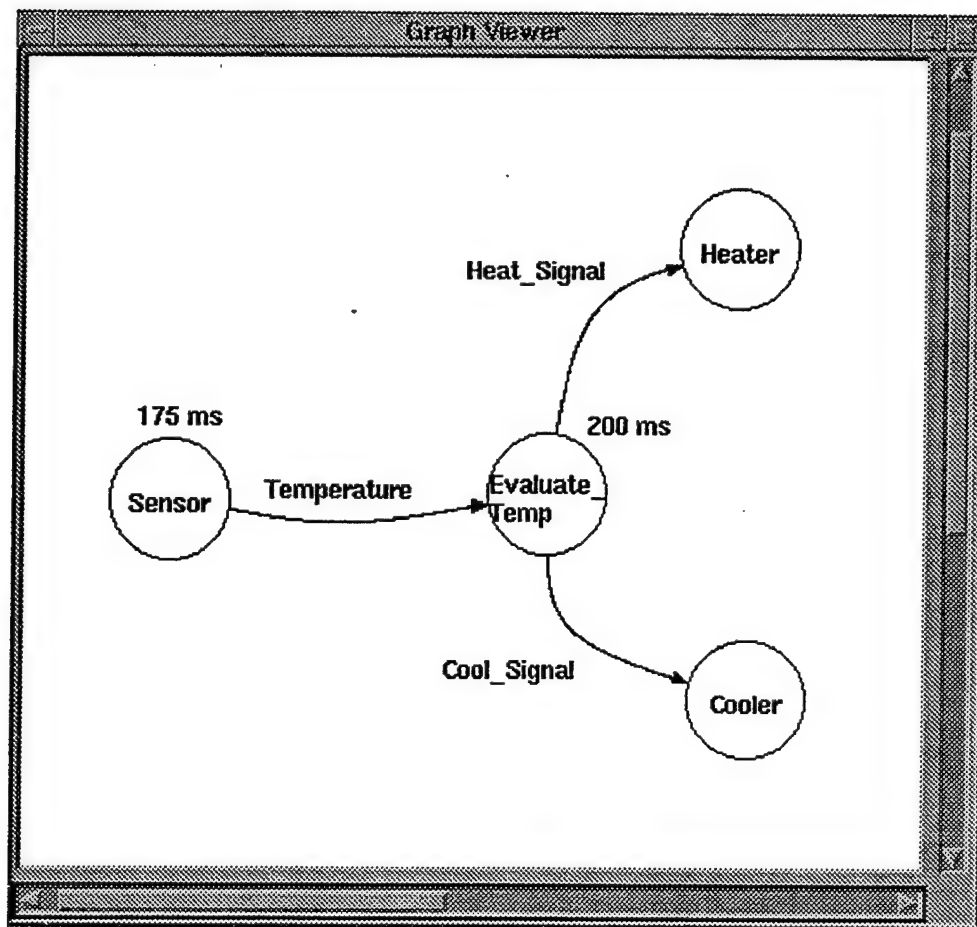 Graph Viewer
Heater
Heat_Signal
175 ms
200 ms
Sensor
Temperature
Evaluate_
Temp
Cool_Signal
Cooler